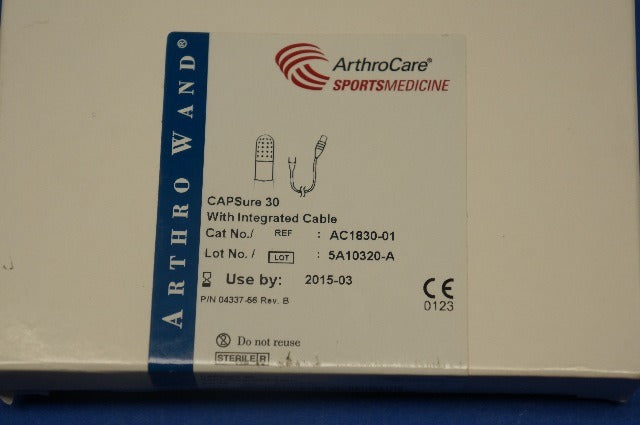 ARTHRO WAND®
ArthroCare®
SPORTSMEDICINE
CAPSure 30
With Integrated Cable
Cat No./ REF : AC1830-01
Lot No./ LOT : 5A10320-A
Use by: 2015-03
P/N 04337-66 Rev. B
CE
0123
2 Do not reuse
STERILE R